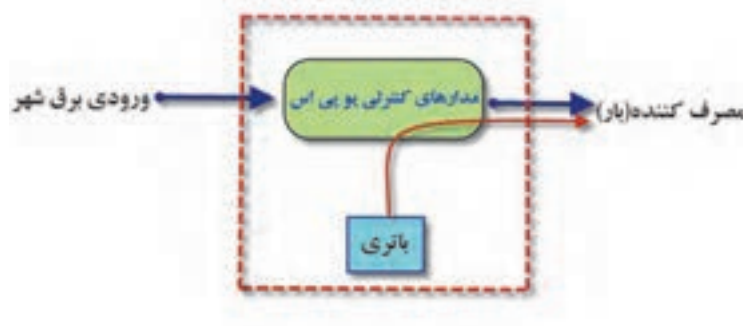 ورودی برق شهر
مدارهای کنترلی یو پی اس
مصرف کننده(بار)
باتری